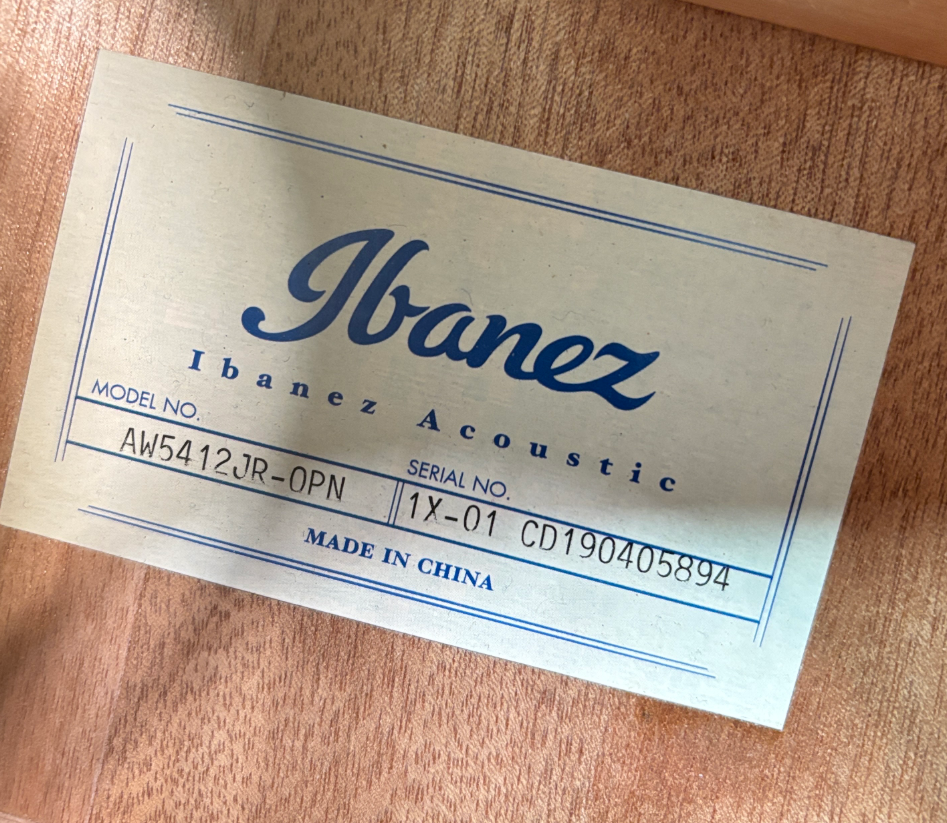 Ibanez
Ibanez Acoustic
MODEL NO.
AW5412JR-OPN
SERIAL NO.
1X-01 CD190405894
MADE IN CHINA